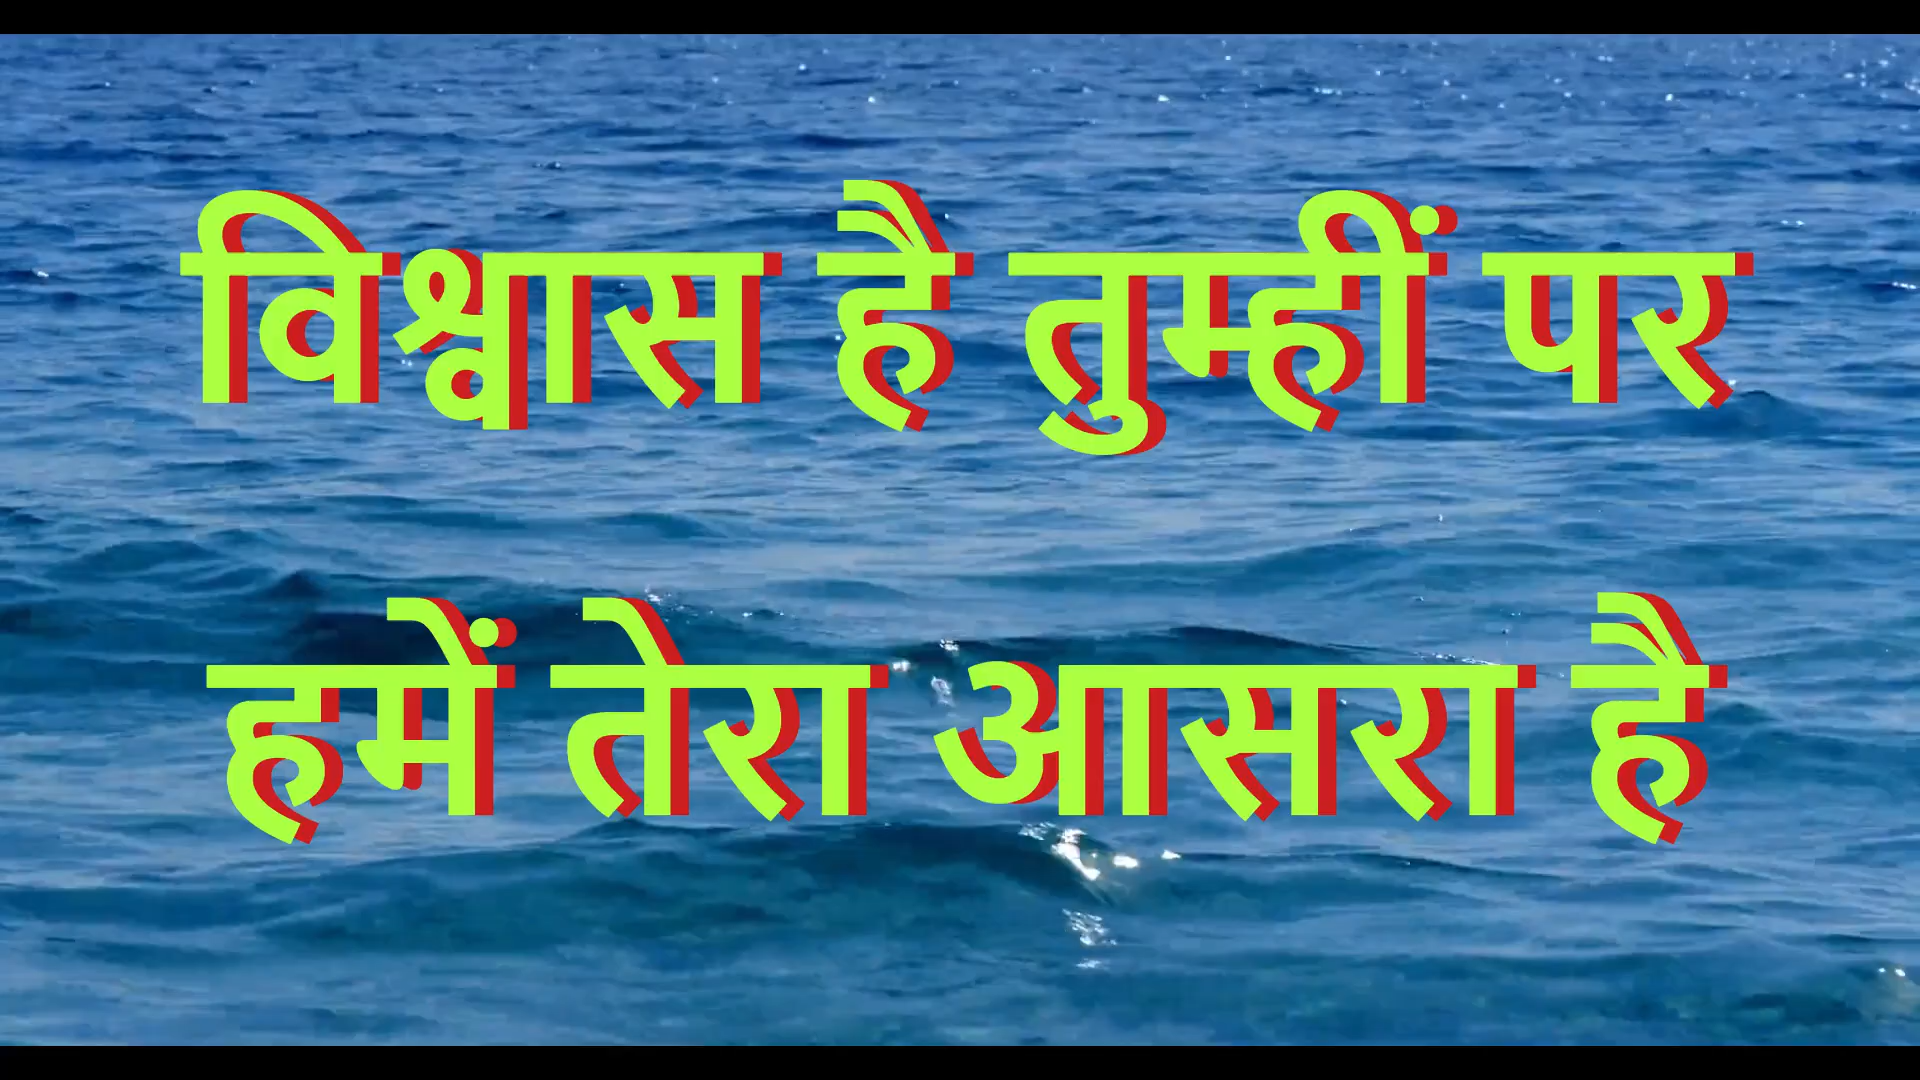 विश्वास है तुम्हीं पर
हमें तेरा आसरा है